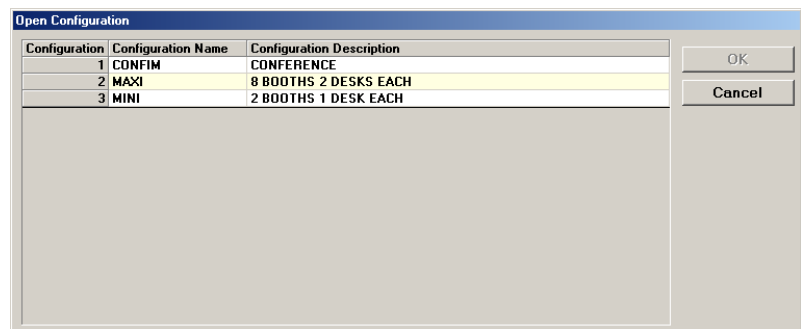 Open Configuration
Configuration Configuration Name Configuration Description
1 CONFIM CONFERENCE
2 MAXI 8 BOOTHS 2 DESKS EACH
3 MINI 2 BOOTHS 1 DESK EACH
OK
Cancel